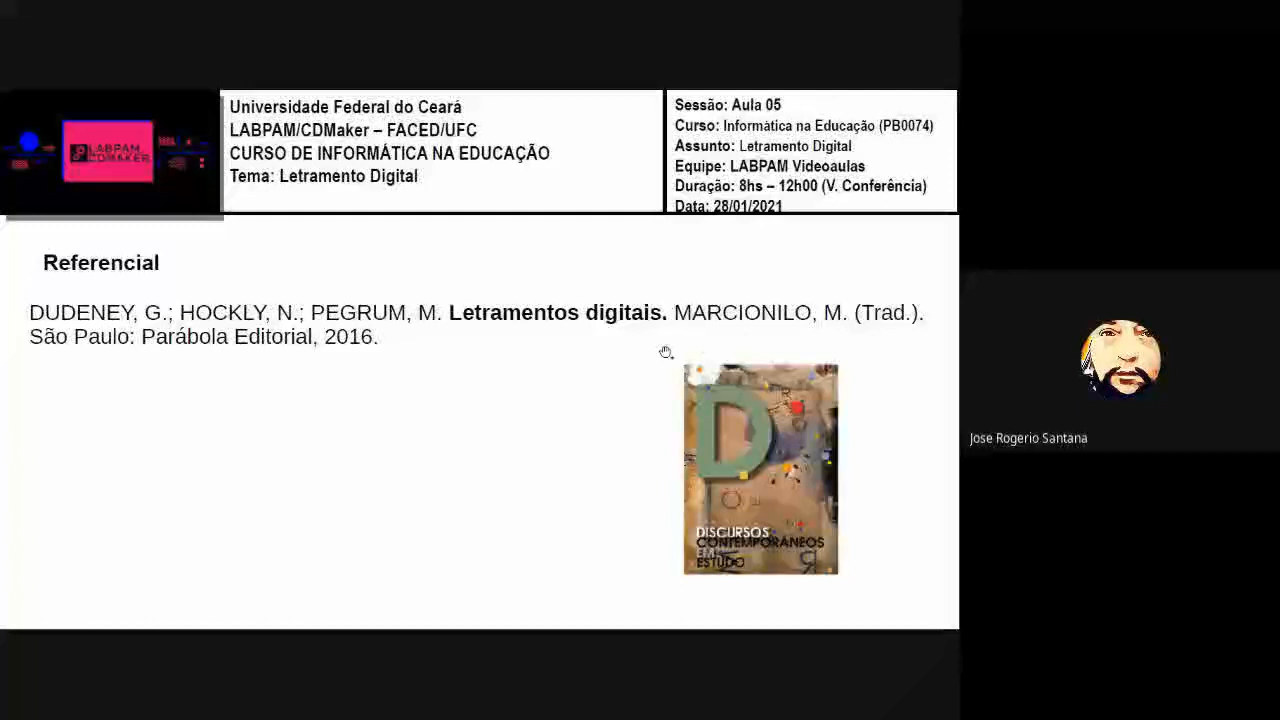 LABPAM
CDMAKER
Universidade Federal do Ceará
LABPAM/CDMaker – FACED/UFC
CURSO DE INFORMÁTICA NA EDUCAÇÃO
Tema: Letramento Digital
Sessão: Aula 05
Curso: Informática na Educação (PB0074)
Assunto: Letramento Digital
Equipe: LABPAM Videoaulas
Duração: 8hs – 12h00 (V. Conferência)
Data: 28/01/2021
Referencial
DUDENEY, G.; HOCKLY, N.; PEGRUM, M. Letramentos digitais. MARCIONILO, M. (Trad.).
São Paulo: Parábola Editorial, 2016.
D
DISCURSOS
CONTEMPORÂNEOS
EM
ESTUDO
Jose Rogerio Santana